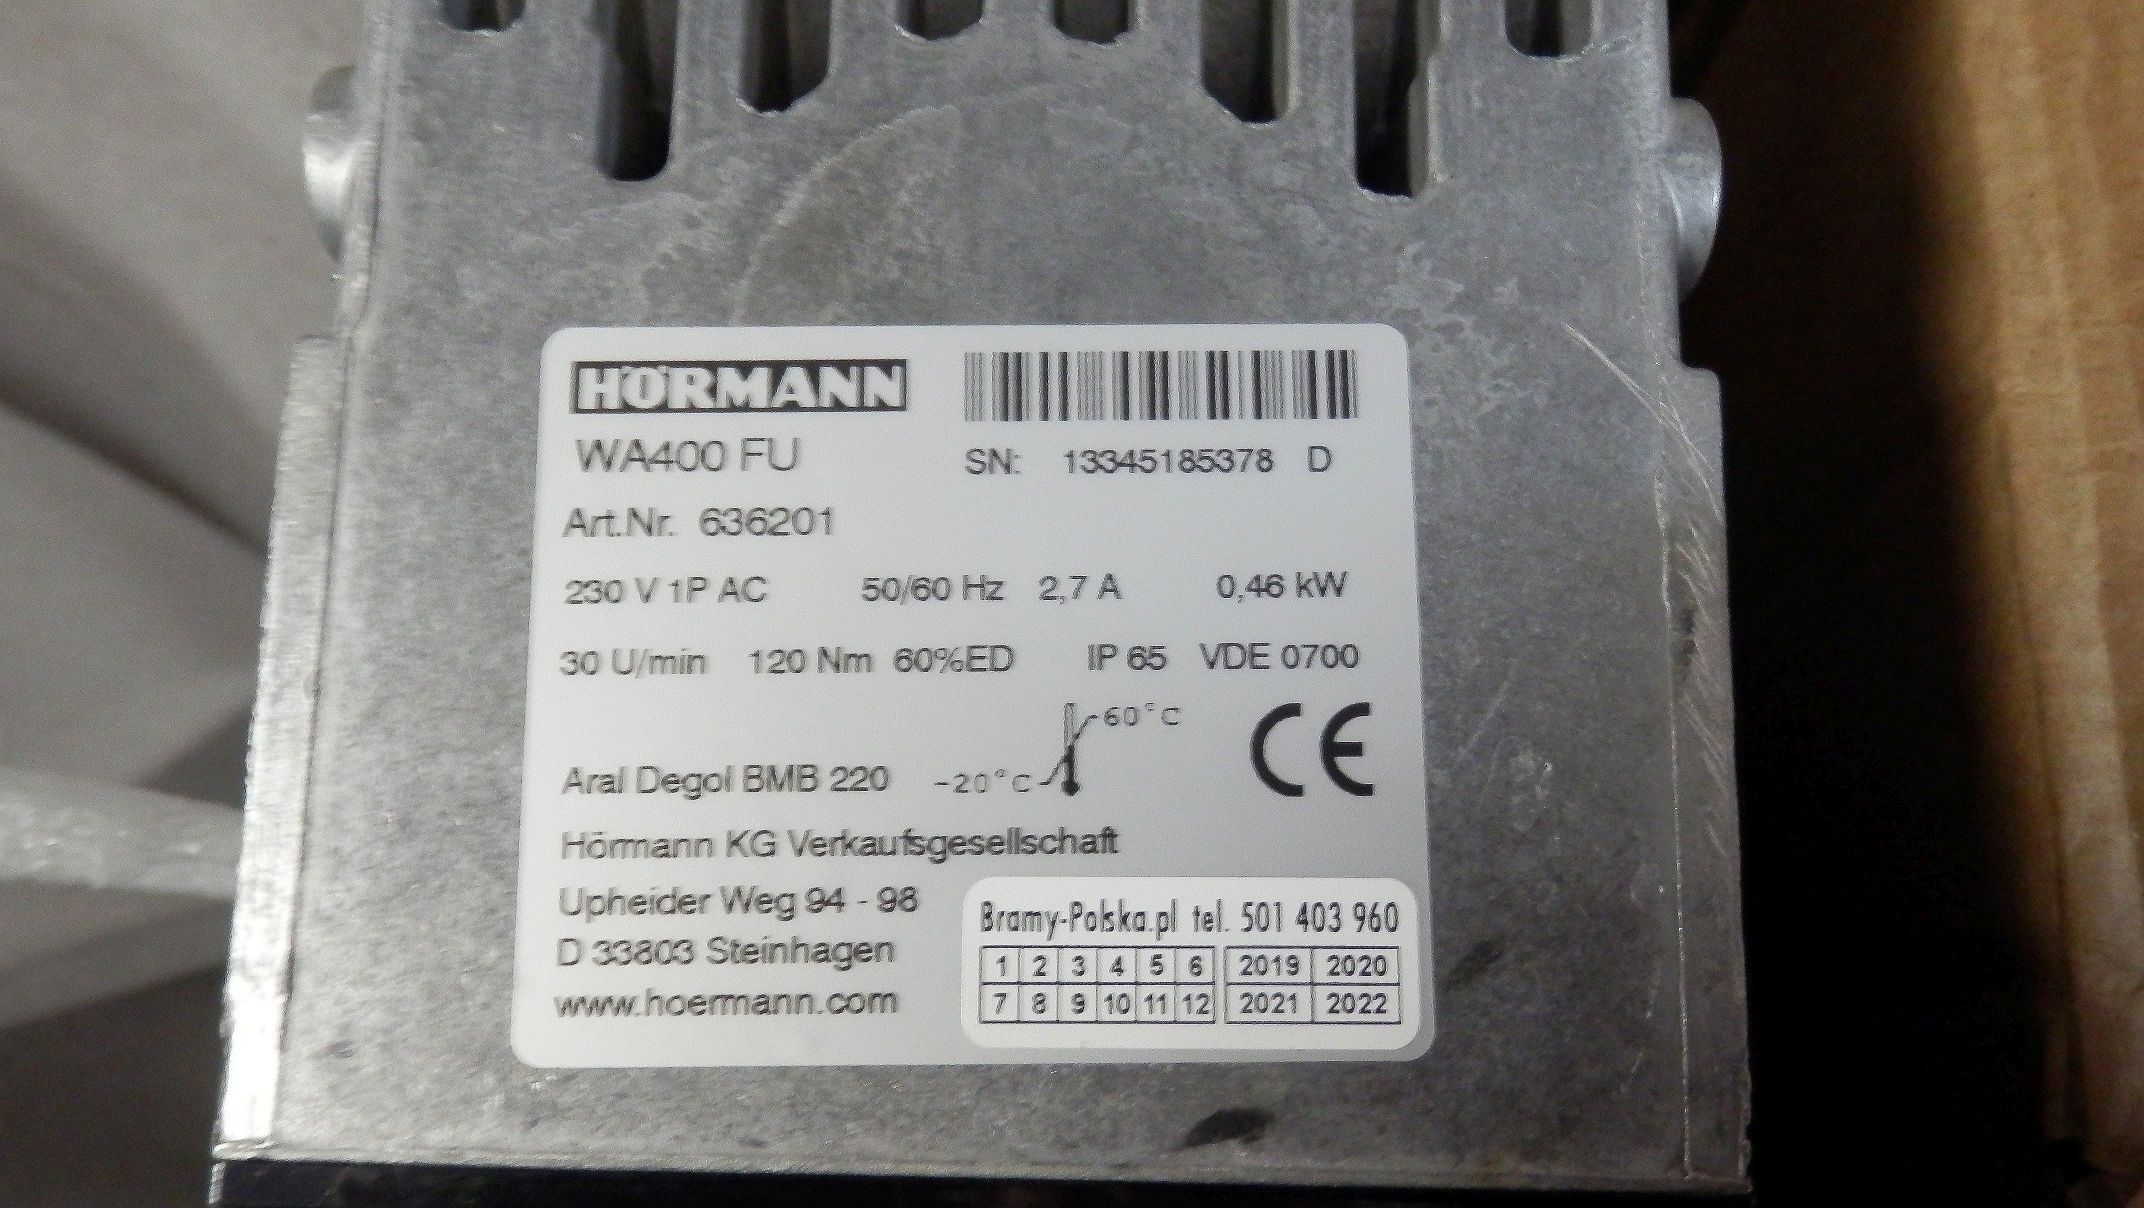 HÖRMANN
WA400 FU SN: 13345185378 D
Art.Nr. 636201
230 V 1P AC 50/60 Hz 2,7 A 0,46 kW
30 U/min 120 Nm 60%ED IP 65 VDE 0700
60°C
Aral Degol BMB 220 -20°C CE
Hörmann KG Verkaufsgesellschaft
Upheider Weg 94 - 98
D 33803 Steinhagen
www.hoermann.com
Bramy-Polska.pl tel. 501 403 960
1 2 3 4 5 6 2019 2020
7 8 9 10 11 12 2021 2022